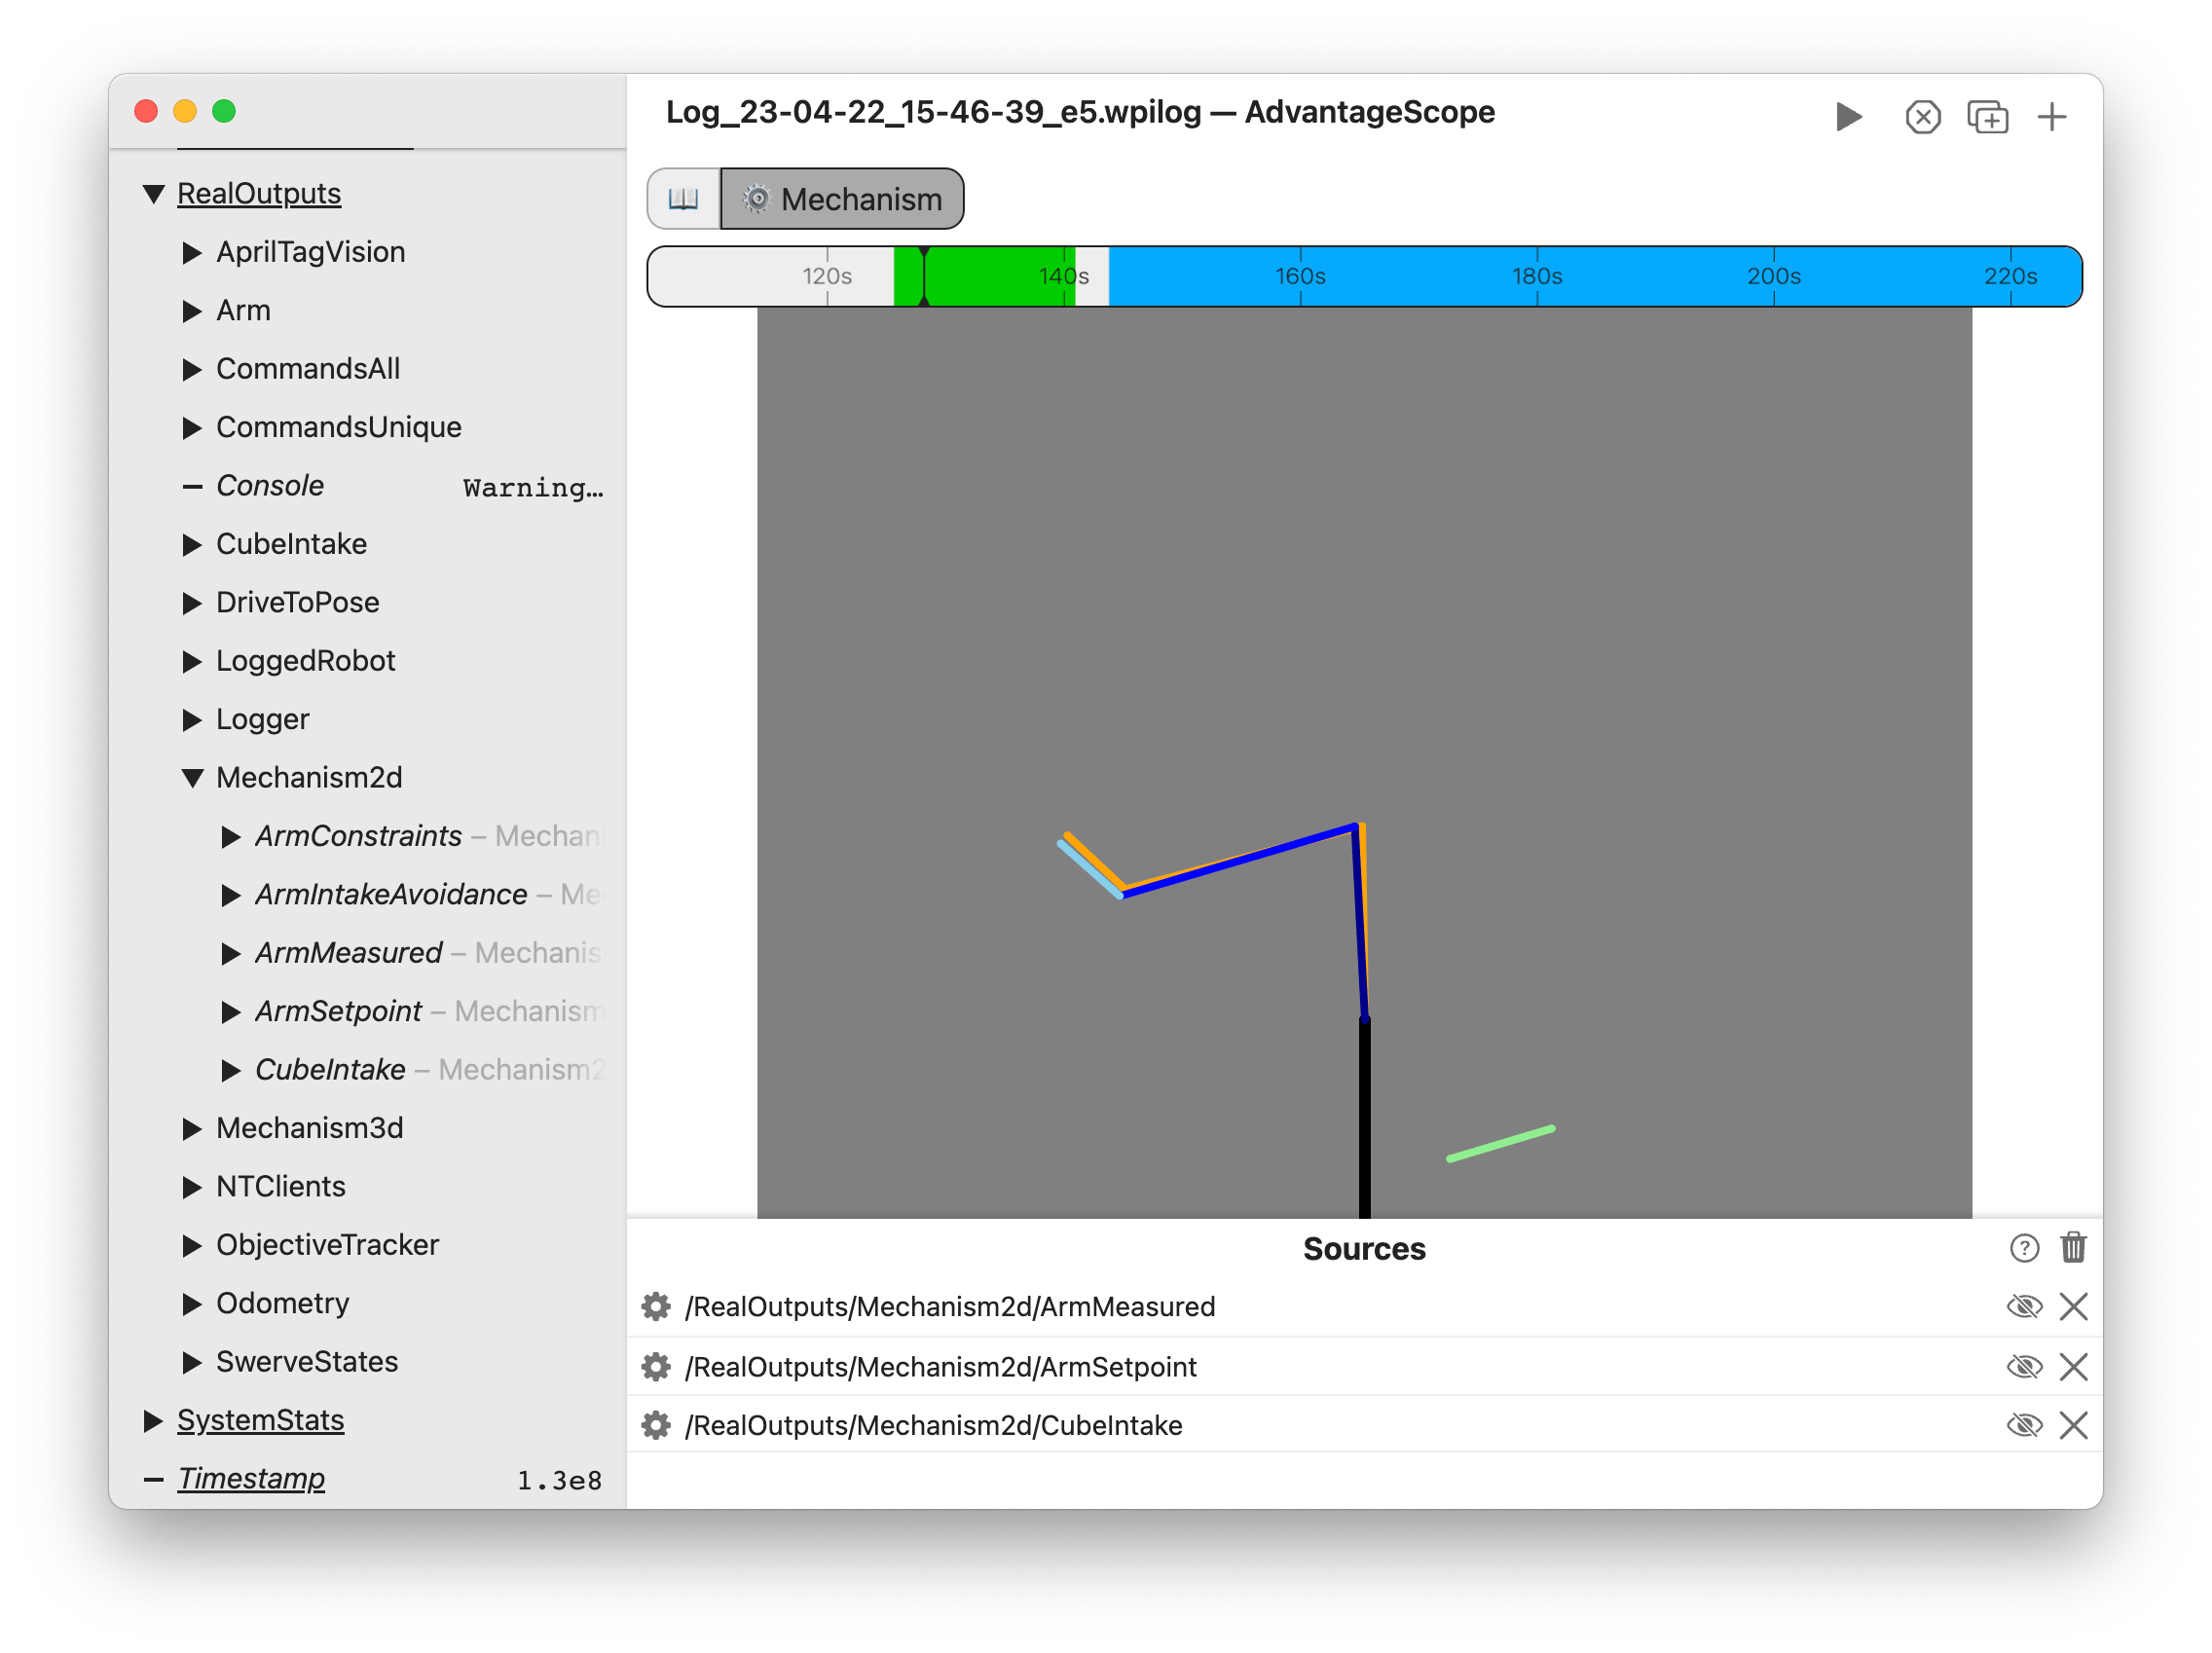 Log_23-04-22_15-46-39_e5.wpilog — AdvantageScope
RealOutputs
AprilTagVision
Arm
CommandsAll
CommandsUnique
Console Warning…
CubeIntake
DriveToPose
LoggedRobot
Logger
Mechanism2d
ArmConstraints – Mechani
ArmIntakeAvoidance – Mec
ArmMeasured – Mechanis
ArmSetpoint – Mechanism
CubeIntake – Mechanism2
Mechanism3d
NTClients
ObjectiveTracker
Odometry
SwerveStates
SystemStats
Timestamp 1.3e8
Mechanism
120s 140s 160s 180s 200s 220s
Sources
?
/RealOutputs/Mechanism2d/ArmMeasured
/RealOutputs/Mechanism2d/ArmSetpoint
/RealOutputs/Mechanism2d/CubeIntake